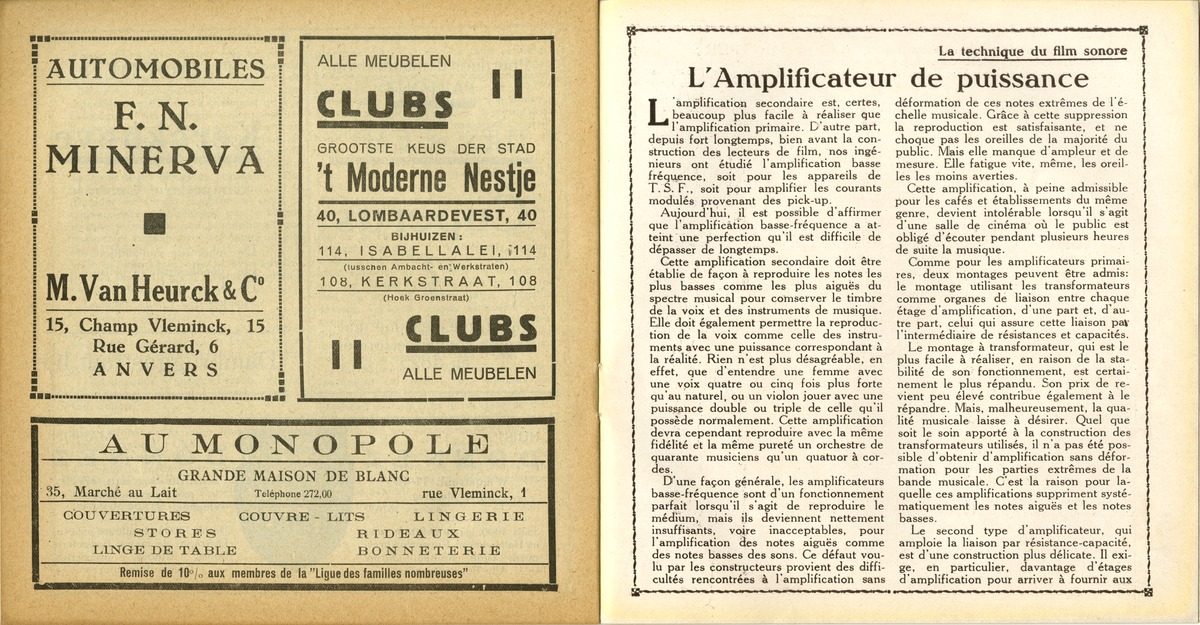 AUTOMOBILES
F. N.
MINERVA
M. Van Heurck & Cº
15, Champ Vleminck, 15
Rue Gérard, 6
ANVERS
ALLE MEUBELEN
CLUBS
GROOTSTE KEUS DER STAD
't Moderne Nestje
40, LOMBAARDEVEST, 40
BIJHUIZEN :
114, ISABELLALEI, 114
(tusschen Ambacht- en Werkstraten)
108, KERKSTRAAT, 108
(Hoek Groenstraat)
CLUBS
ALLE MEUBELEN
AU MONOPOLE
GRANDE MAISON DE BLANC
35, Marché au Lait Téléphone 272,00 rue Vleminck, 1
COUVERTURES COUVRE-LITS LINGERIE
STORES RIDEAUX
LINGE DE TABLE BONNETERIE
Remise de 10% aux membres de la "Ligue des familles nombreuses"
La technique du film sonore
L'Amplificateur de puissance
L'amplification secondaire est, certes,
beaucoup plus facile à réaliser que
l'amplification primaire. D'autre part,
depuis fort longtemps, bien avant la con-
struction des lecteurs de film, nos ingé-
nieurs ont étudié l'amplification basse
fréquence, soit pour les appareils de
T. S. F., soit pour amplifier les courants
modulés provenant des pick-up.
Aujourd'hui, il est possible d'affirmer
que l'amplification basse-fréquence a at-
teint une perfection qu'il est difficile de
dépasser de longtemps.
Cette amplification secondaire doit être
établie de façon à reproduire les notes les
plus basses comme les plus aiguës du
spectre musical pour comserver le timbre
de la voix et des instruments de musique.
Elle doit également permettre la reproduc-
tion de la voix comme celle des instru-
ments avec une puissance correspondant à
la réalité. Rien n'est plus désagréable, en
effet, que d'entendre une femme avec
une voix quatre ou cinq fois plus forte
qu'au naturel, ou un violon jouer avec une
puissance double ou triple de celle qu'il
possède normalement. Cette amplification
devra cependant reproduire avec la même
fidélité et la même pureté un orchestre de
quarante musiciens qu'un quatuor à cor-
des.
D'une façon générale, les amplificateurs
basse-fréquence sont d'un fonctionnement
parfait lorsqu'il s'agit de reproduire le
médium, mais ils deviennent nettement
insuffisants, voire inacceptables, pour
l'amplification des notes aiguës comme
des notes basses des sons. Ce défaut vou-
lu par les constructeurs provient des diffi-
cultés rencontrées à l'amplification sans
déformation de ces notes extrêmes de l'é-
chelle musicale. Grâce à cette suppression
la reproduction est satisfaisante, et ne
choque pas les oreilles de la majorité du
public. Mais elle manque d'ampleur et de
mesure. Elle fatigue vite, même, les oreil-
les les moins averties.
Cette amplification, à peine admissible
pour les cafés et établissements du même
genre, devient intolérable lorsqu'il s'agit
d'une salle de cinéma où le public est
obligé d'écouter pendant plusieurs heures
de suite la musique.
Comme pour les amplificateurs primai-
res, deux montages peuvent être admis:
le montage utilisant les transformateurs
comme organes de liaison entre chaque
étage d'amplification, d'une part et, d'au-
tre part, celui qui assure cette liaison par
l'intermédiaire de résistances et capacités.
Le montage à transformateur, qui est le
plus facile à réaliser, en raison de la sta-
bilité de son fonctionnement, est certai-
nement le plus répandu. Son prix de re-
vient peu élevé contribue également à le
répandre. Mais, malheureusement, la qua-
lité musicale laisse à désirer. Quel que
soit le soin apporté à la construction des
transformateurs utilisés, il n'a pas été pos-
sible d'obtenir d'amplification sans défor-
mation pour les parties extrêmes de la
bande musicale. C'est la raison pour la-
quelle ces amplifications suppriment systé-
matiquement les notes aiguës et les notes
basses.
Le second type d'amplificateur, qui
amploie la liaison par résistance-capacité,
est d'une construction plus délicate. Il exi-
ge, en particulier, davantage d'étages
d'amplification pour arriver à fournir aux